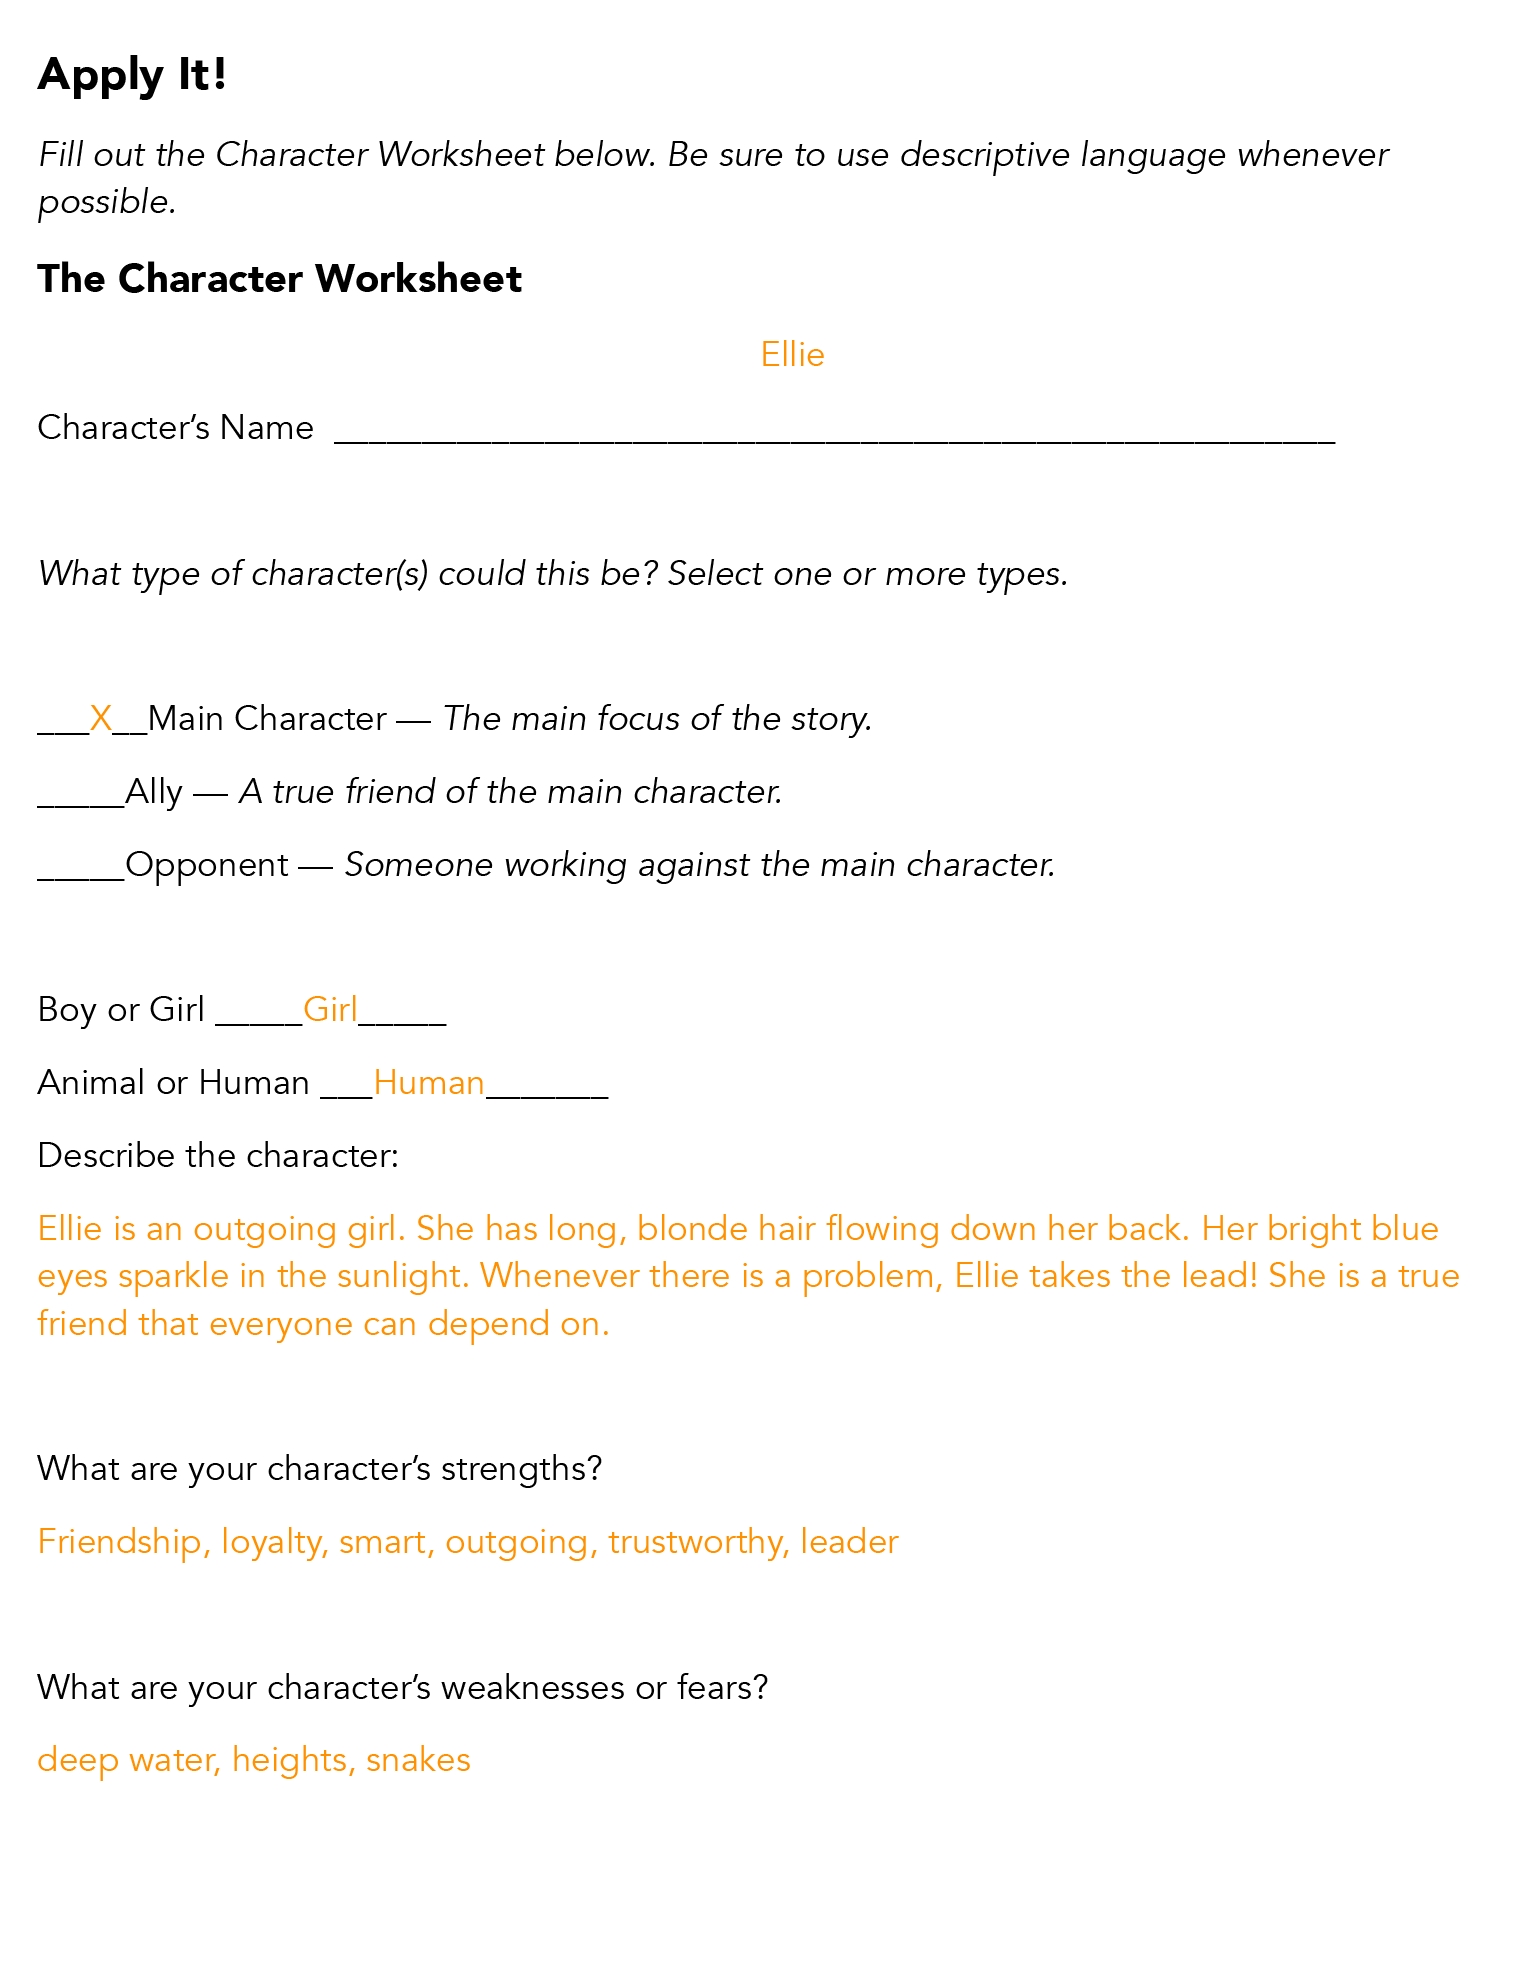 Apply It!
Fill out the Character Worksheet below. Be sure to use descriptive language whenever
possible.
The Character Worksheet
Ellie
Character’s Name _________________________________________________________
What type of character(s) could this be? Select one or more types.
___X__Main Character — The main focus of the story.
_____Ally — A true friend of the main character.
_____Opponent — Someone working against the main character.
Boy or Girl _____Girl_____
Animal or Human ___Human_______
Describe the character:
Ellie is an outgoing girl. She has long, blonde hair flowing down her back. Her bright blue
eyes sparkle in the sunlight. Whenever there is a problem, Ellie takes the lead! She is a true
friend that everyone can depend on.
What are your character’s strengths?
Friendship, loyalty, smart, outgoing, trustworthy, leader
What are your character’s weaknesses or fears?
deep water, heights, snakes